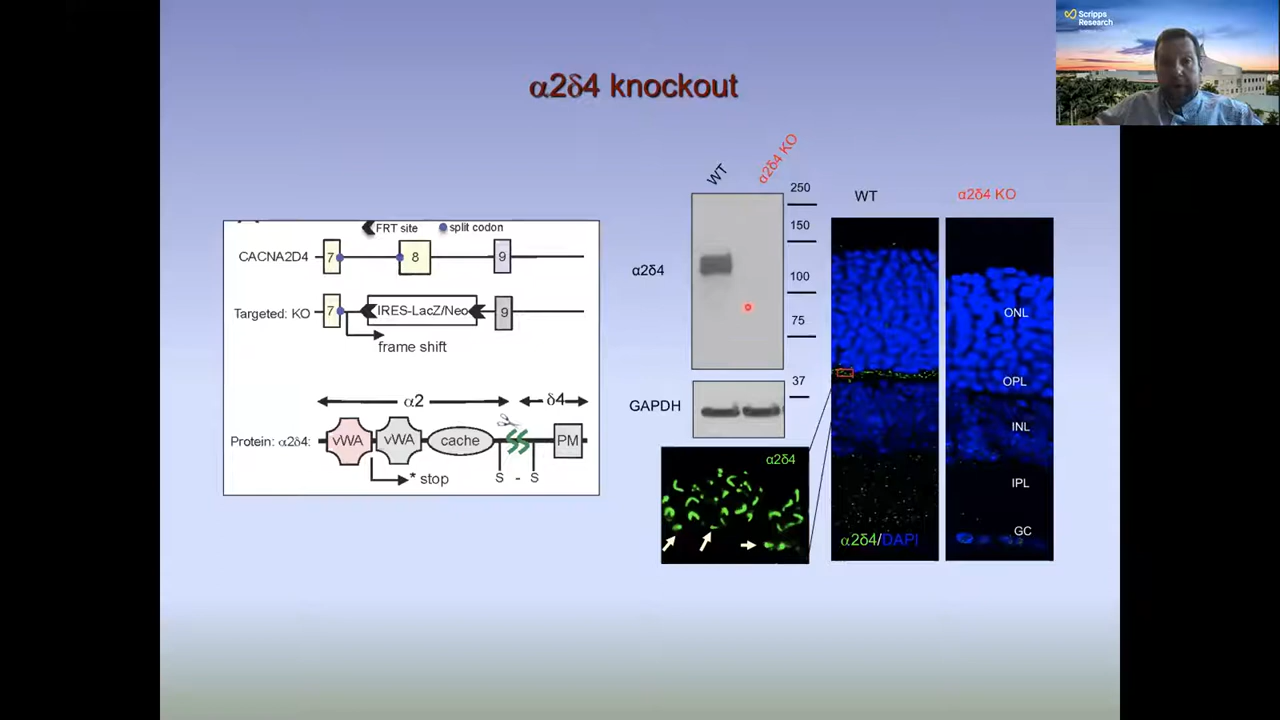 Scripps
Research
α2δ4 knockout
FRT site
split codon
CACNA2D4
7
8
9
Targeted: KO
7
IRES-LacZ/Neo
9
frame shift
α2
δ4
Protein: α2δ4:
vWA
vWA
cache
PM
* stop
S - S
WT
α2δ4 KO
250
150
100
75
37
α2δ4
GAPDH
α2δ4
WT
α2δ4 KO
α2δ4/DAPI
ONL
OPL
INL
IPL
GC